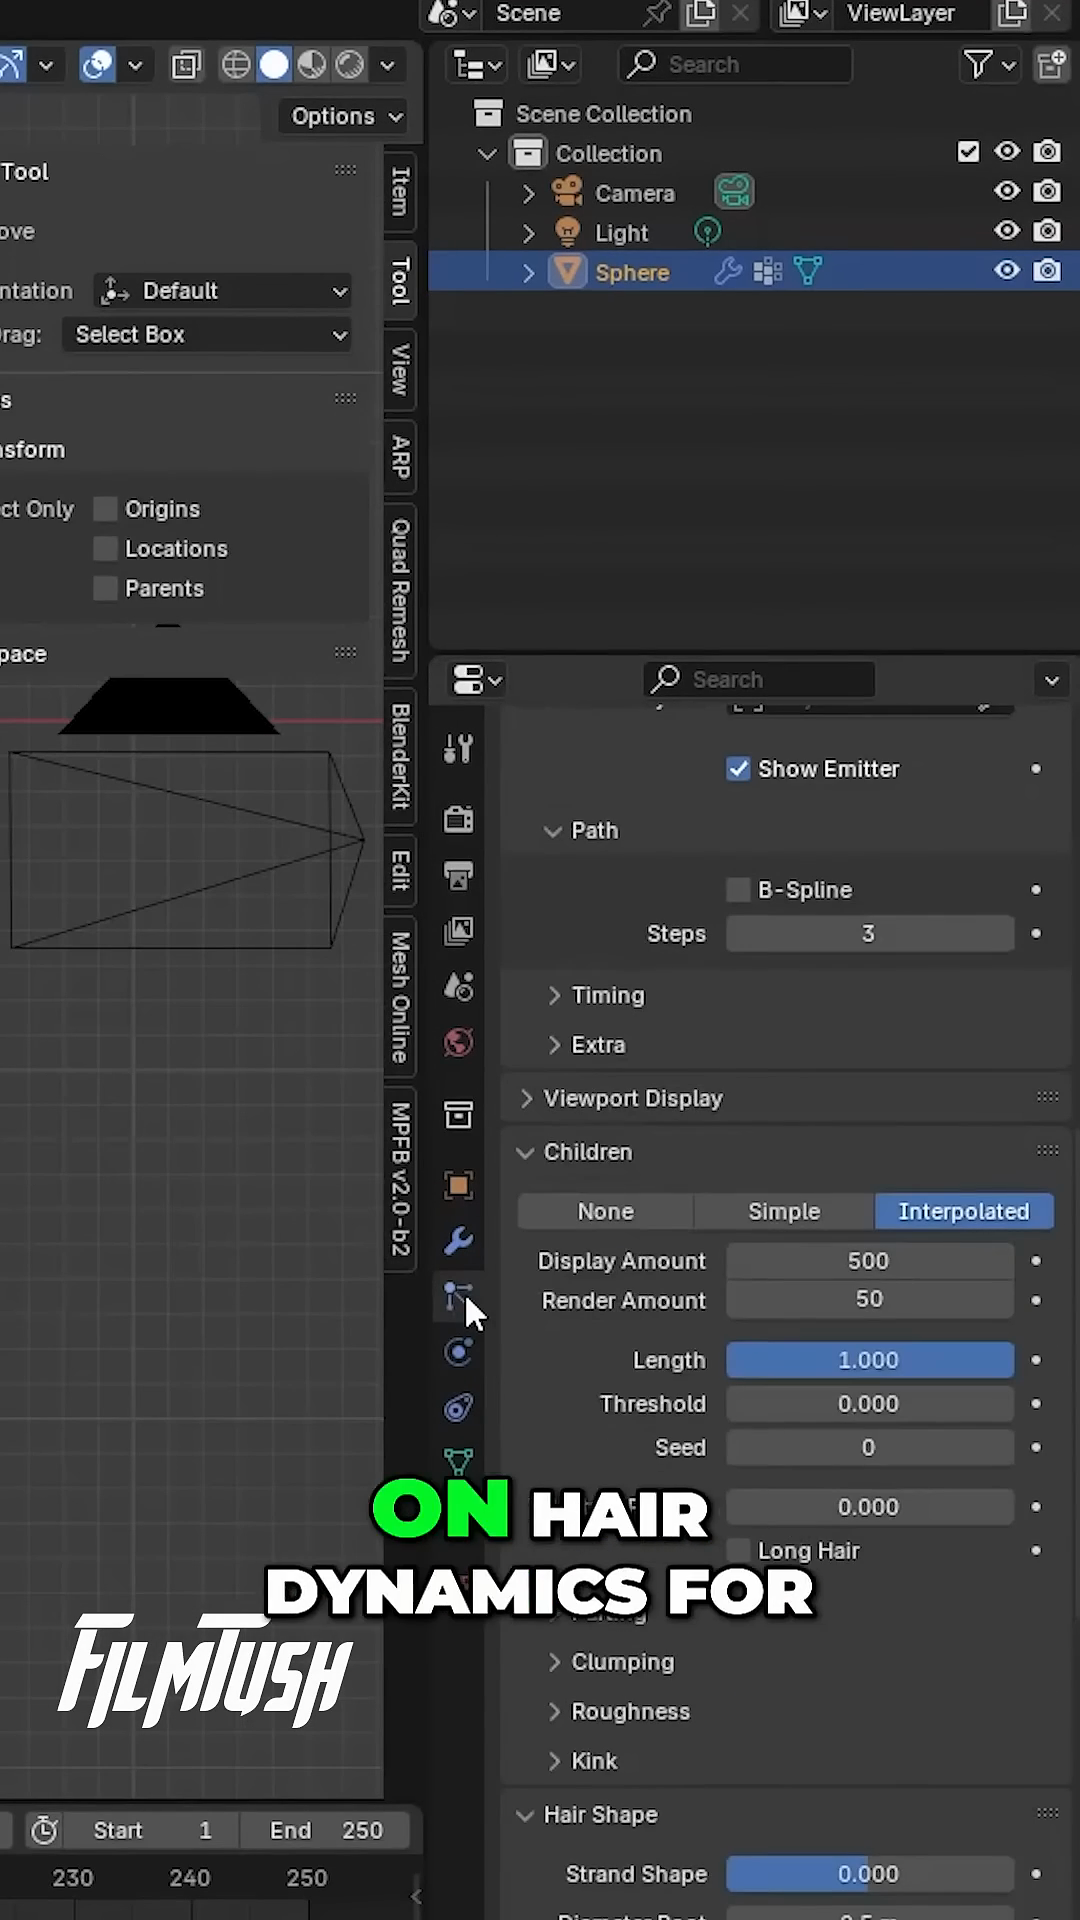 Scene
ViewLayer
Search
Options
Scene Collection
Collection
Camera
Light
Sphere
Tool
ove
ntation
Default
Drag:
Select Box
s
nsform
ct Only
Origins
Locations
Parents
pace
Item
Tool
View
ARP
Quad Remesh
BlenderKit
Edit
Mesh Online
MPFB v2.0-b2
Search
Show Emitter
Path
B-Spline
Steps
3
Timing
Extra
Viewport Display
Children
None
Simple
Interpolated
Display Amount
500
Render Amount
50
Length
1.000
Threshold
0.000
Seed
0
0.000
Long Hair
ON HAIR
DYNAMICS FOR
FILMTUSH
Clumping
Roughness
Kink
Hair Shape
Strand Shape
0.000
Start 1
End 250
230 240 250